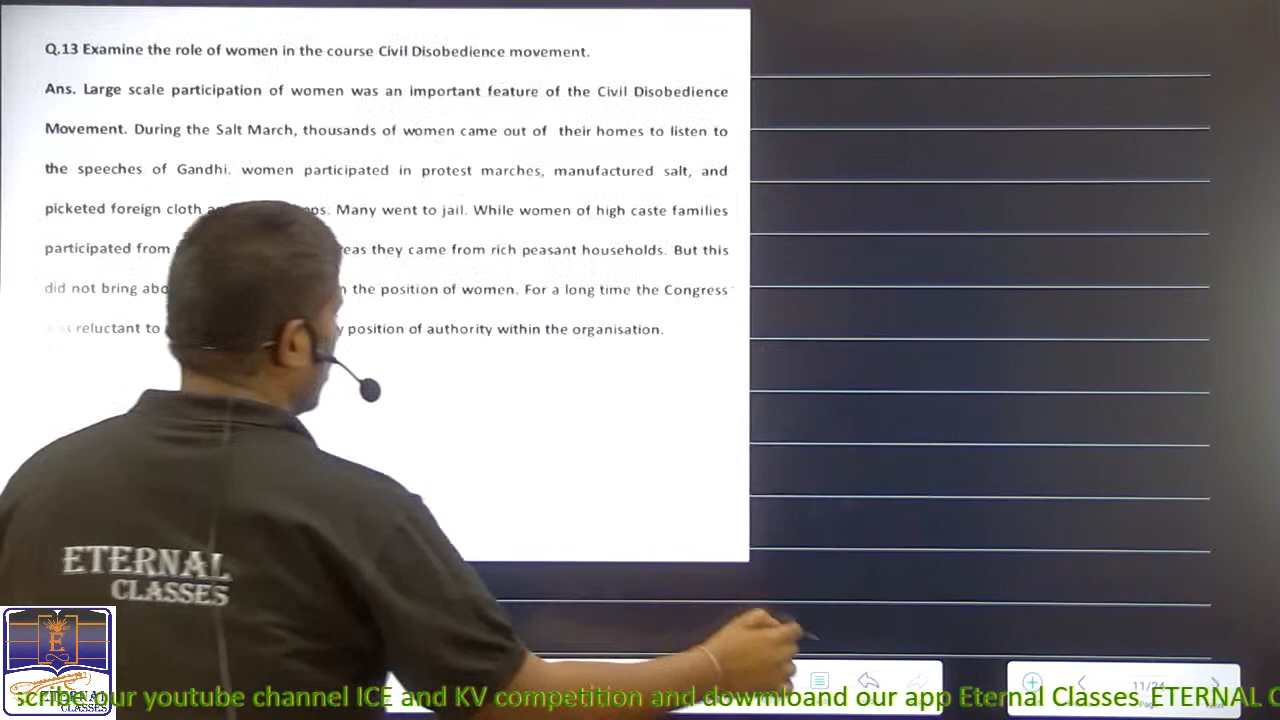 Q.13 Examine the role of women in the course Civil Disobedience movement.
Ans. Large scale participation of women was an important feature of the Civil Disobedience
Movement. During the Salt March, thousands of women came out of their homes to listen to
the speeches of Gandhi. women participated in protest marches, manufactured salt, and
picketed foreign cloth Many went to jail. While women of high caste families
participated from they came from rich peasant households. But this
did not bring the position of women. For a long time the Congress
reluctant to position of authority within the organisation.
ETERNAL
CLASSES
E
ETERNAL
CLASSES
11/24
our youtube channel ICE and KV competition and dowmloand our app Eternal Classes ETERNAL